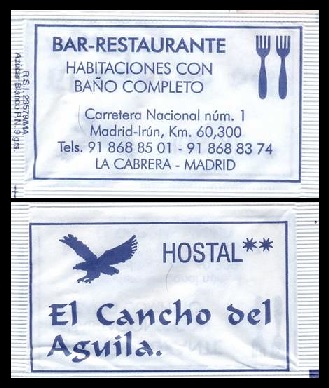 BAR-RESTAURANTE
HABITACIONES CON
BAÑO COMPLETO
Carretera Nacional núm. 1
Madrid-Irún, Km. 60,300
Tels. 91 868 85 01 - 91 868 83 74
LA CABRERA - MADRID
HOSTAL**
El Cancho del
Aguila.